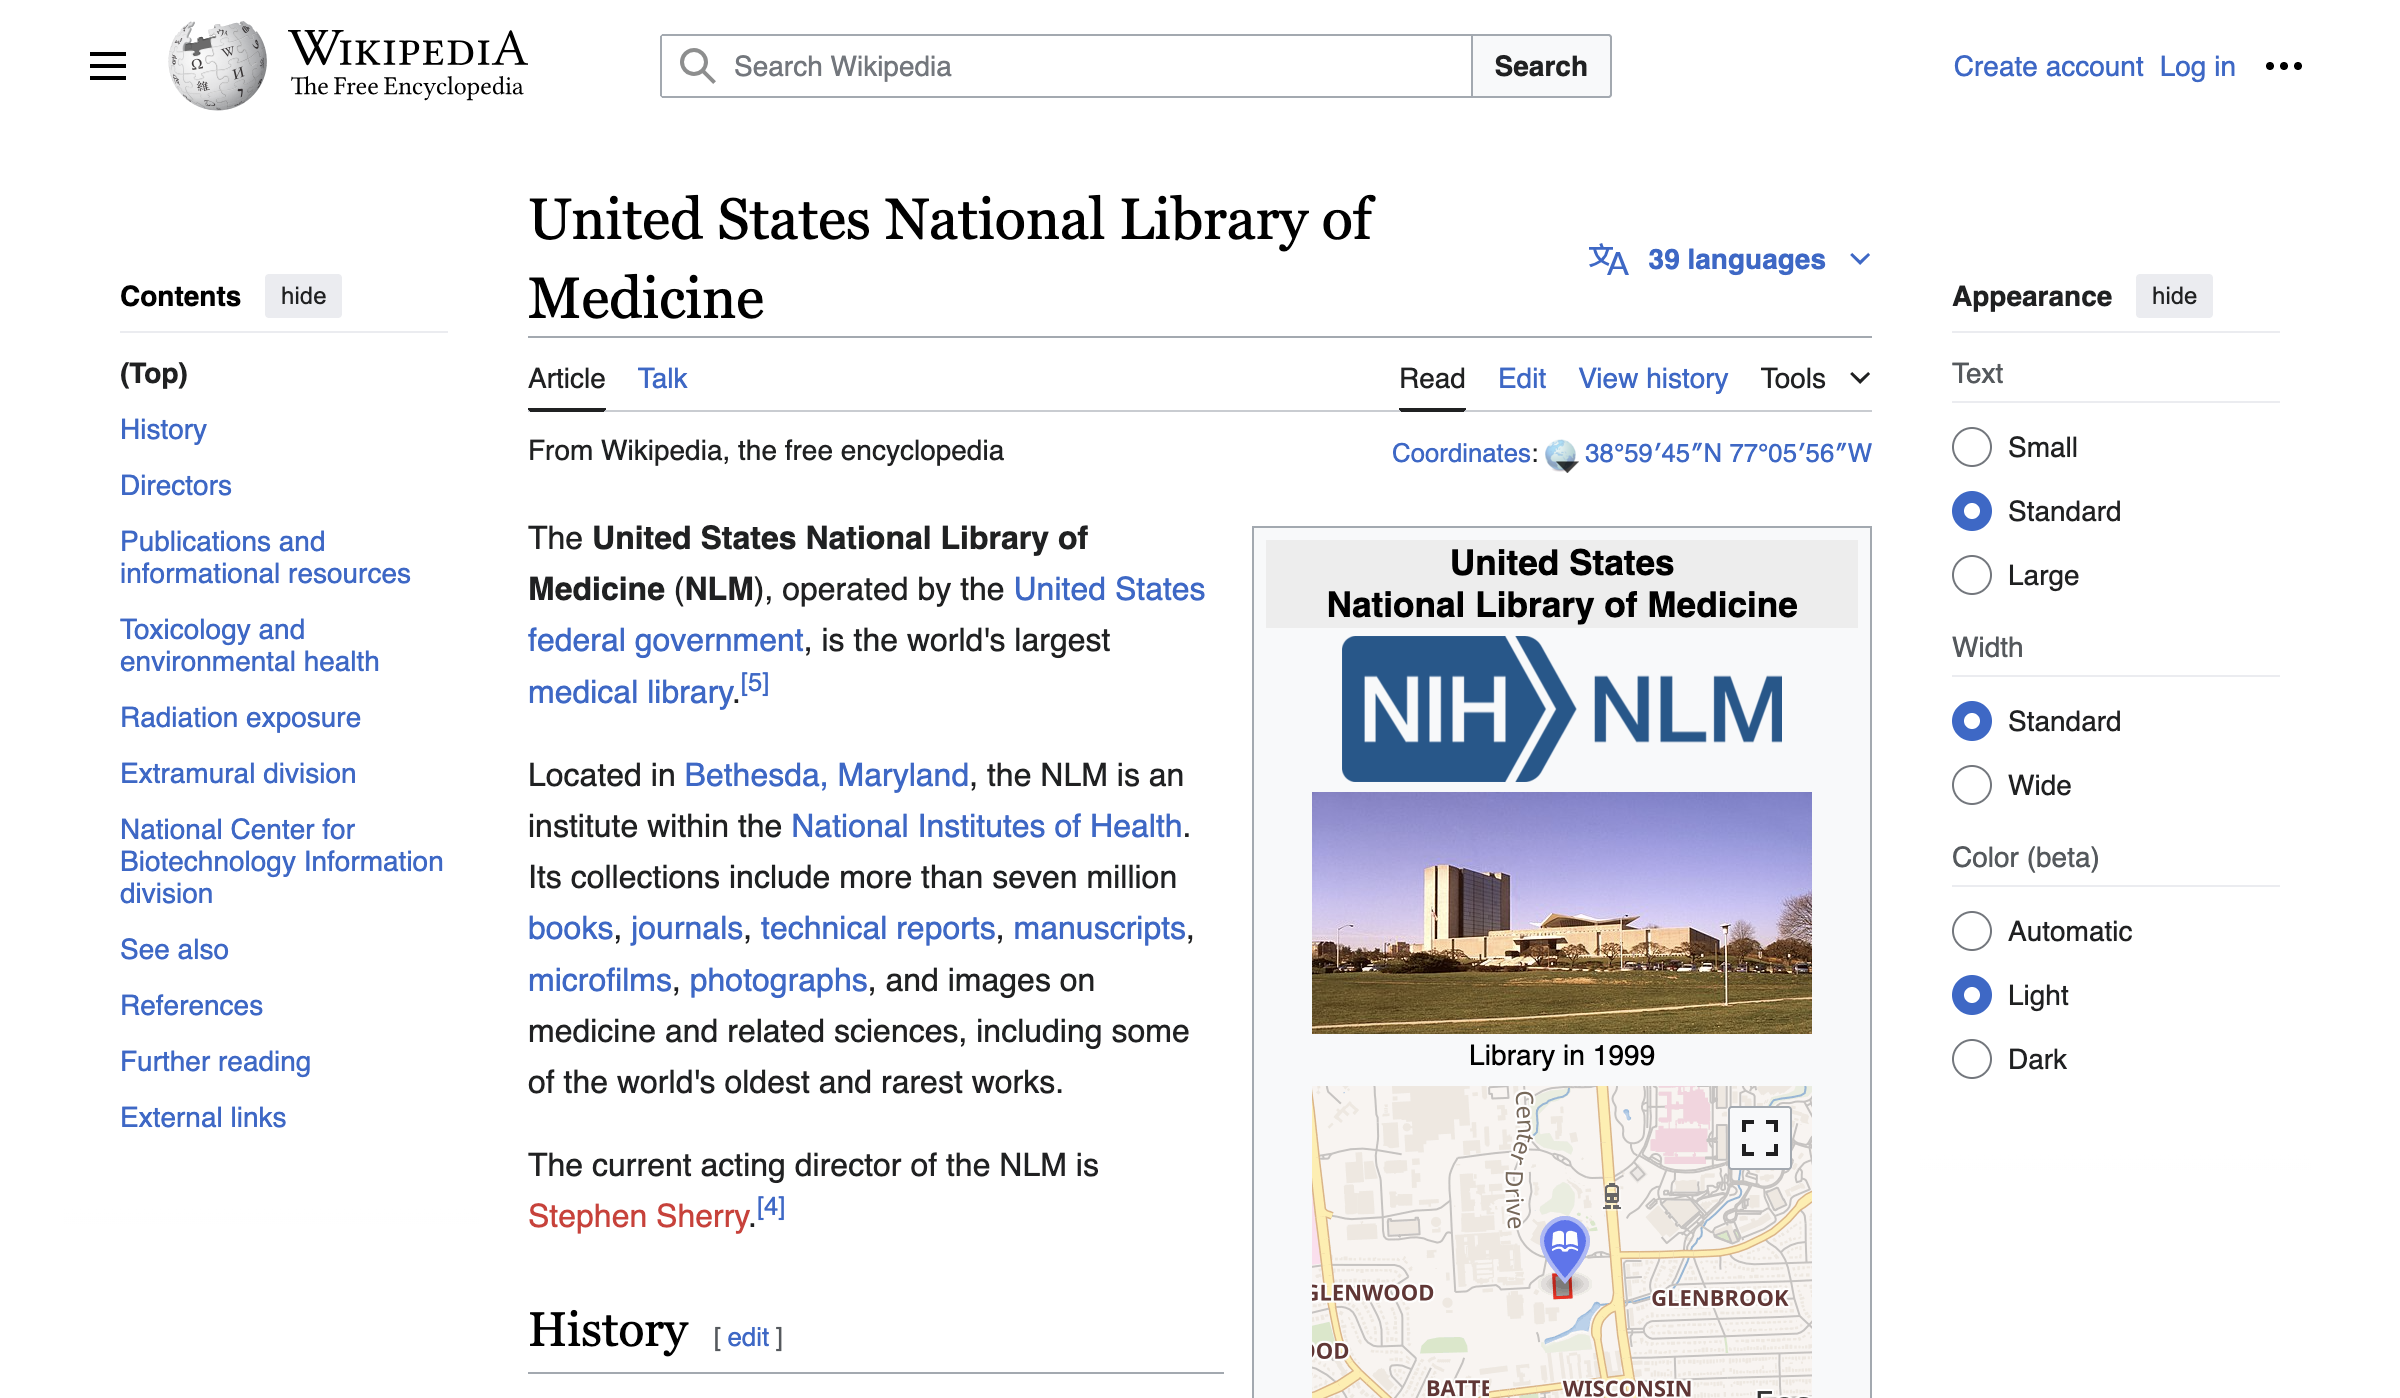 WIKIPEDIA
The Free Encyclopedia
Search Wikipedia
Search
Create account Log in
Contents hide
(Top)
History
Directors
Publications and
informational resources
Toxicology and
environmental health
Radiation exposure
Extramural division
National Center for
Biotechnology Information
division
See also
References
Further reading
External links
United States National Library of
Medicine
39 languages
Article Talk
Read Edit View history Tools
From Wikipedia, the free encyclopedia
Coordinates: 38°59′45″N 77°05′56″W
The United States National Library of
Medicine (NLM), operated by the United States
federal government, is the world's largest
medical library.[5]
Located in Bethesda, Maryland, the NLM is an
institute within the National Institutes of Health.
Its collections include more than seven million
books, journals, technical reports, manuscripts,
microfilms, photographs, and images on
medicine and related sciences, including some
of the world's oldest and rarest works.
The current acting director of the NLM is
Stephen Sherry.[4]
History [ edit ]
United States
National Library of Medicine
NIH NLM
Library in 1999
Center Drive
GLENWOOD
GLENBROOK
OOD
BATTE
WISCONSIN
Appearance hide
Text
Small
Standard
Large
Width
Standard
Wide
Color (beta)
Automatic
Light
Dark